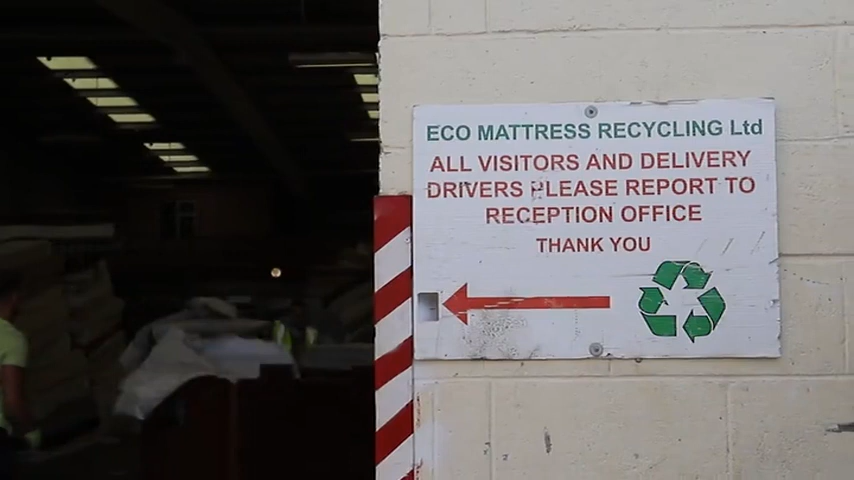 ECO MATTRESS RECYCLING Ltd
ALL VISITORS AND DELIVERY
DRIVERS PLEASE REPORT TO
RECEPTION OFFICE
THANK YOU